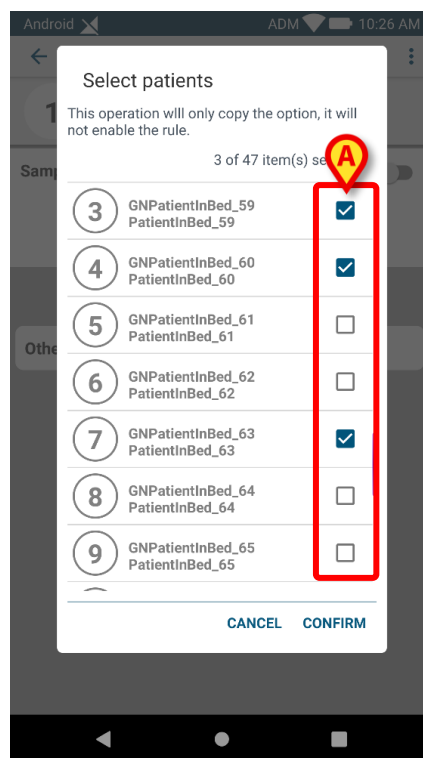 Android
ADM 10:26 AM
1
Select patients
This operation wlll only copy the option, it will
not enable the rule.
3 of 47 item(s) se
A
Samp
3
GNPatientInBed_59
PatientInBed_59
4
GNPatientInBed_60
PatientInBed_60
5
GNPatientInBed_61
PatientInBed_61
Othe
6
GNPatientInBed_62
PatientInBed_62
7
GNPatientInBed_63
PatientInBed_63
8
GNPatientInBed_64
PatientInBed_64
9
GNPatientInBed_65
PatientInBed_65
CANCEL CONFIRM